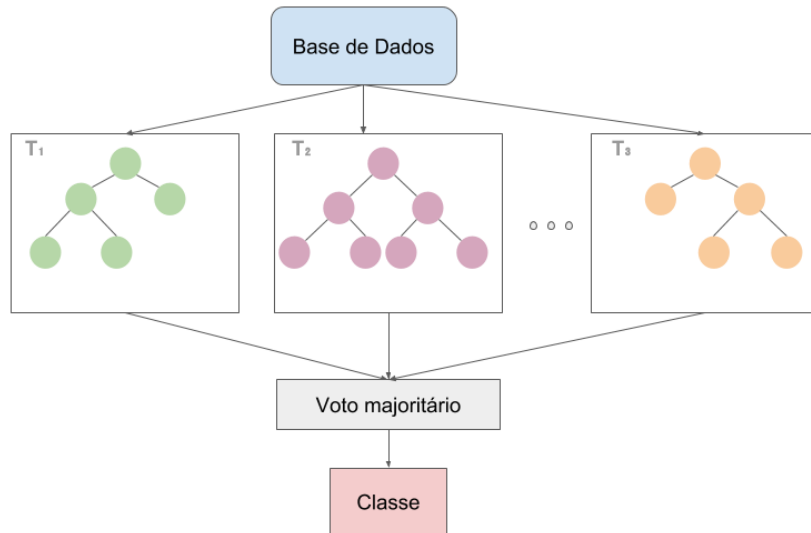 Base de Dados
T₁
T₂
T₃
Voto majoritário
Classe